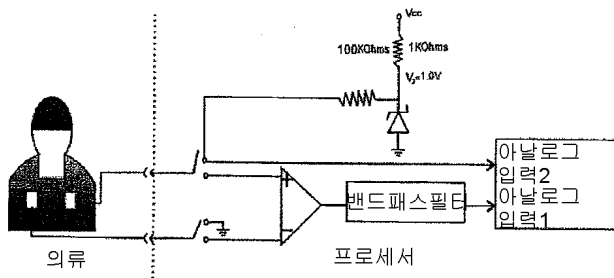 Vcc
100KOhms
1KOhms
V₂=1.0V
아날로그
입력2
아날로그
입력1
밴드패스필터
의류
프로세서